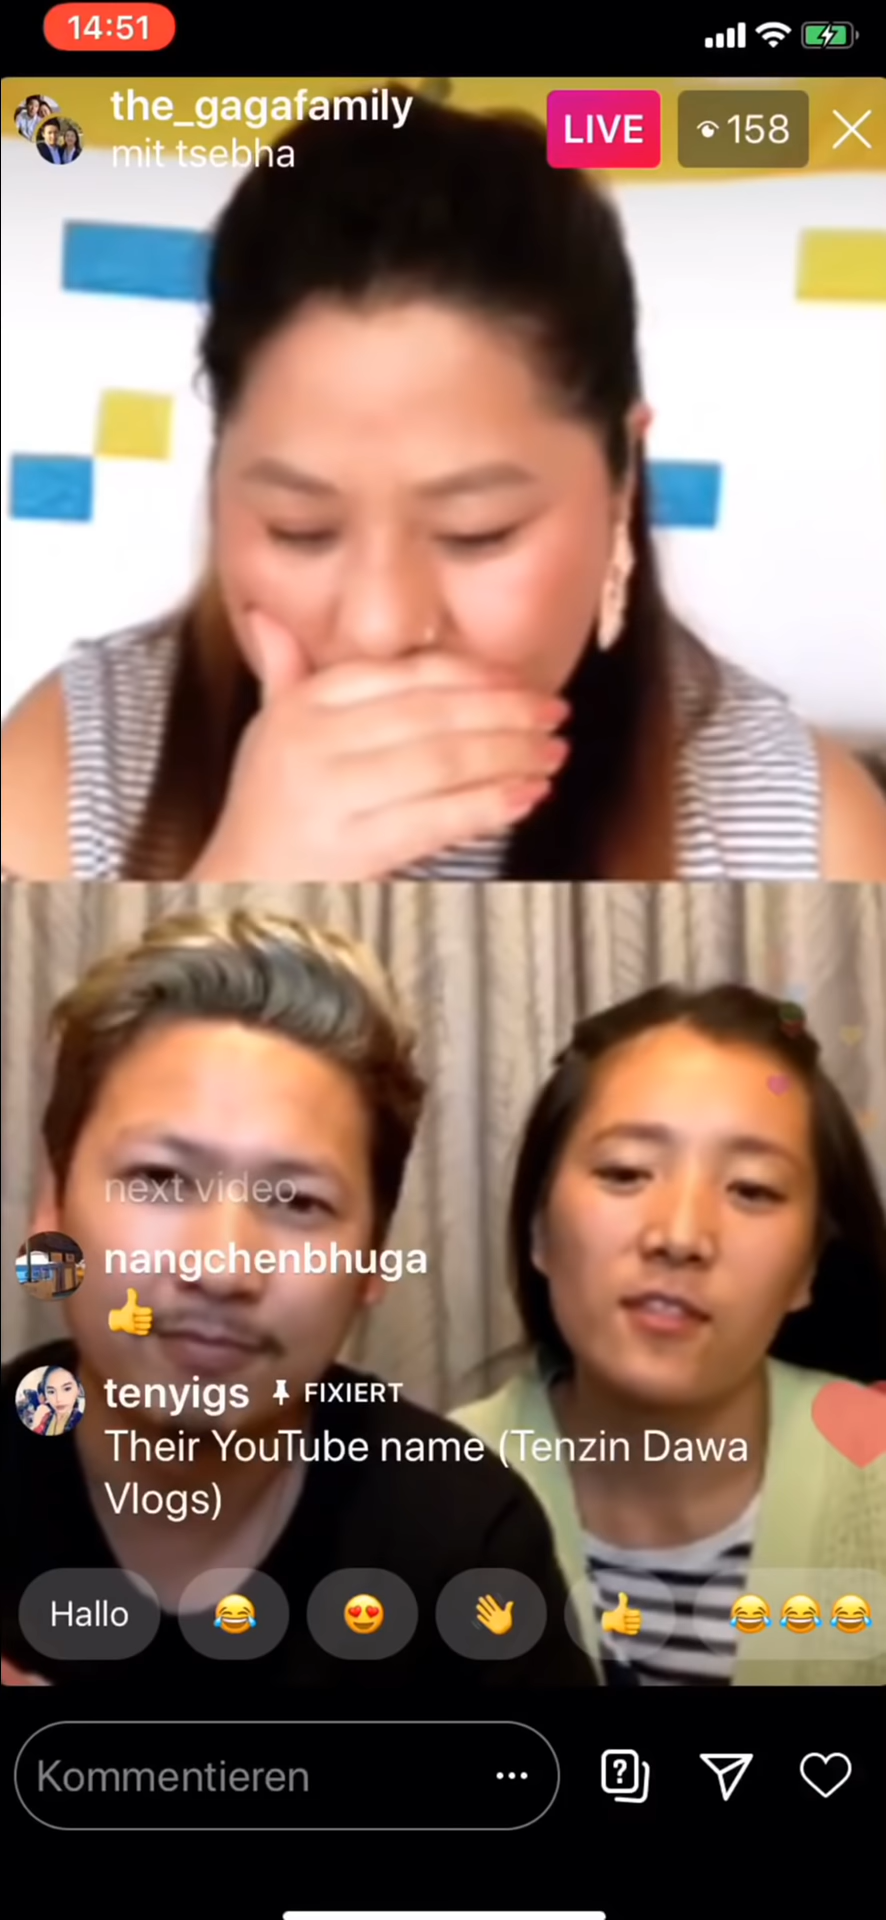 14:51
the_gagafamily
mit tsebha
LIVE
158
next video
nangchenbhuga
👍
tenyigs FIXIERT
Their YouTube name (Tenzin Dawa
Vlogs)
Hallo 😂 😍 👋 👍 😂😂😂
Kommentieren ...